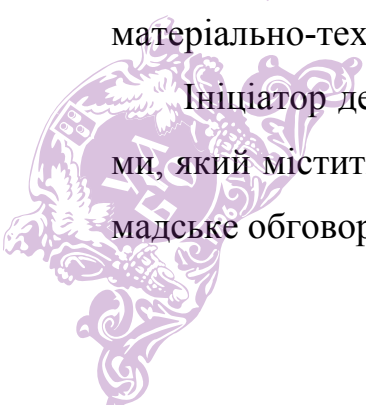 матеріально-тех
Ініціатор де
ми, який містит
мадське обговор